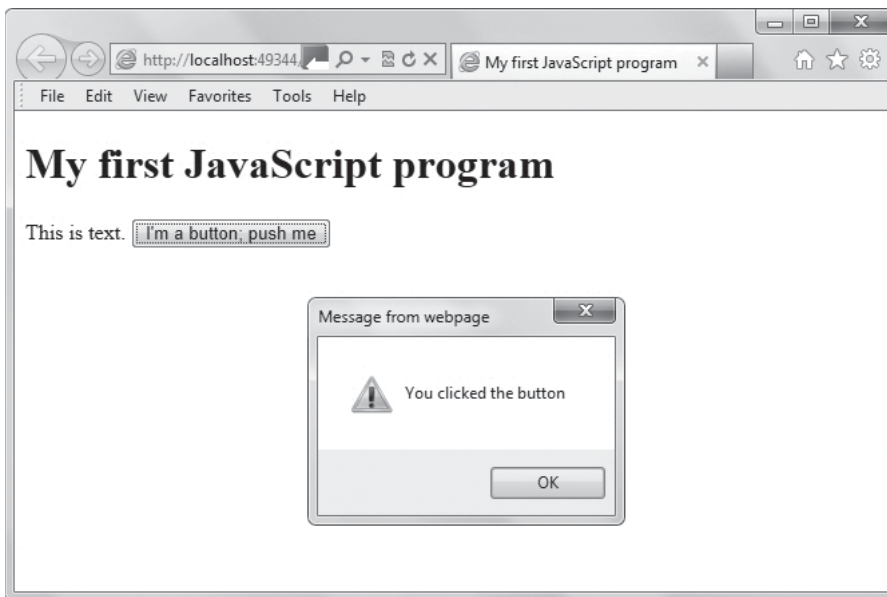 http://localhost:49344,
My first JavaScript program
File Edit View Favorites Tools Help
My first JavaScript program
This is text. I'm a button; push me
Message from webpage
You clicked the button
OK